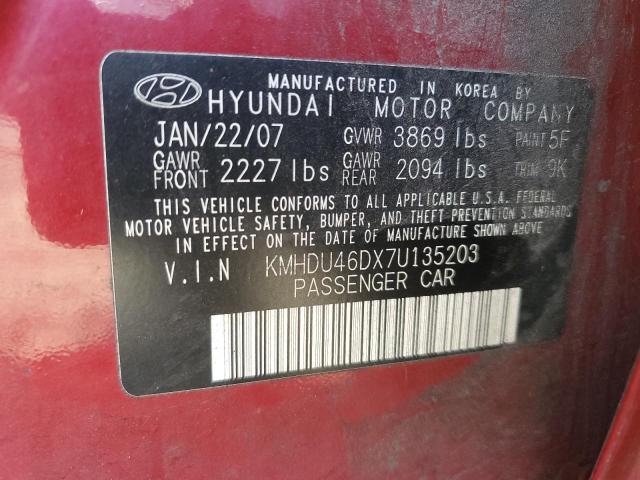 MANUFACTURED IN KOREA BY
HYUNDAI MOTOR COMPANY
JAN/22/07 GVWR 3869 lbs PAINT 5F
GAWR FRONT 2227 lbs GAWR REAR 2094 lbs TRIM 9K
THIS VEHICLE CONFORMS TO ALL APPLICABLE U.S.A. FEDERAL
MOTOR VEHICLE SAFETY, BUMPER, AND THEFT PREVENTION STANDARDS
IN EFFECT ON THE DATE OF MANUFACTURE SHOWN ABOVE.
V.I.N KMHDU46DX7U135203
PASSENGER CAR